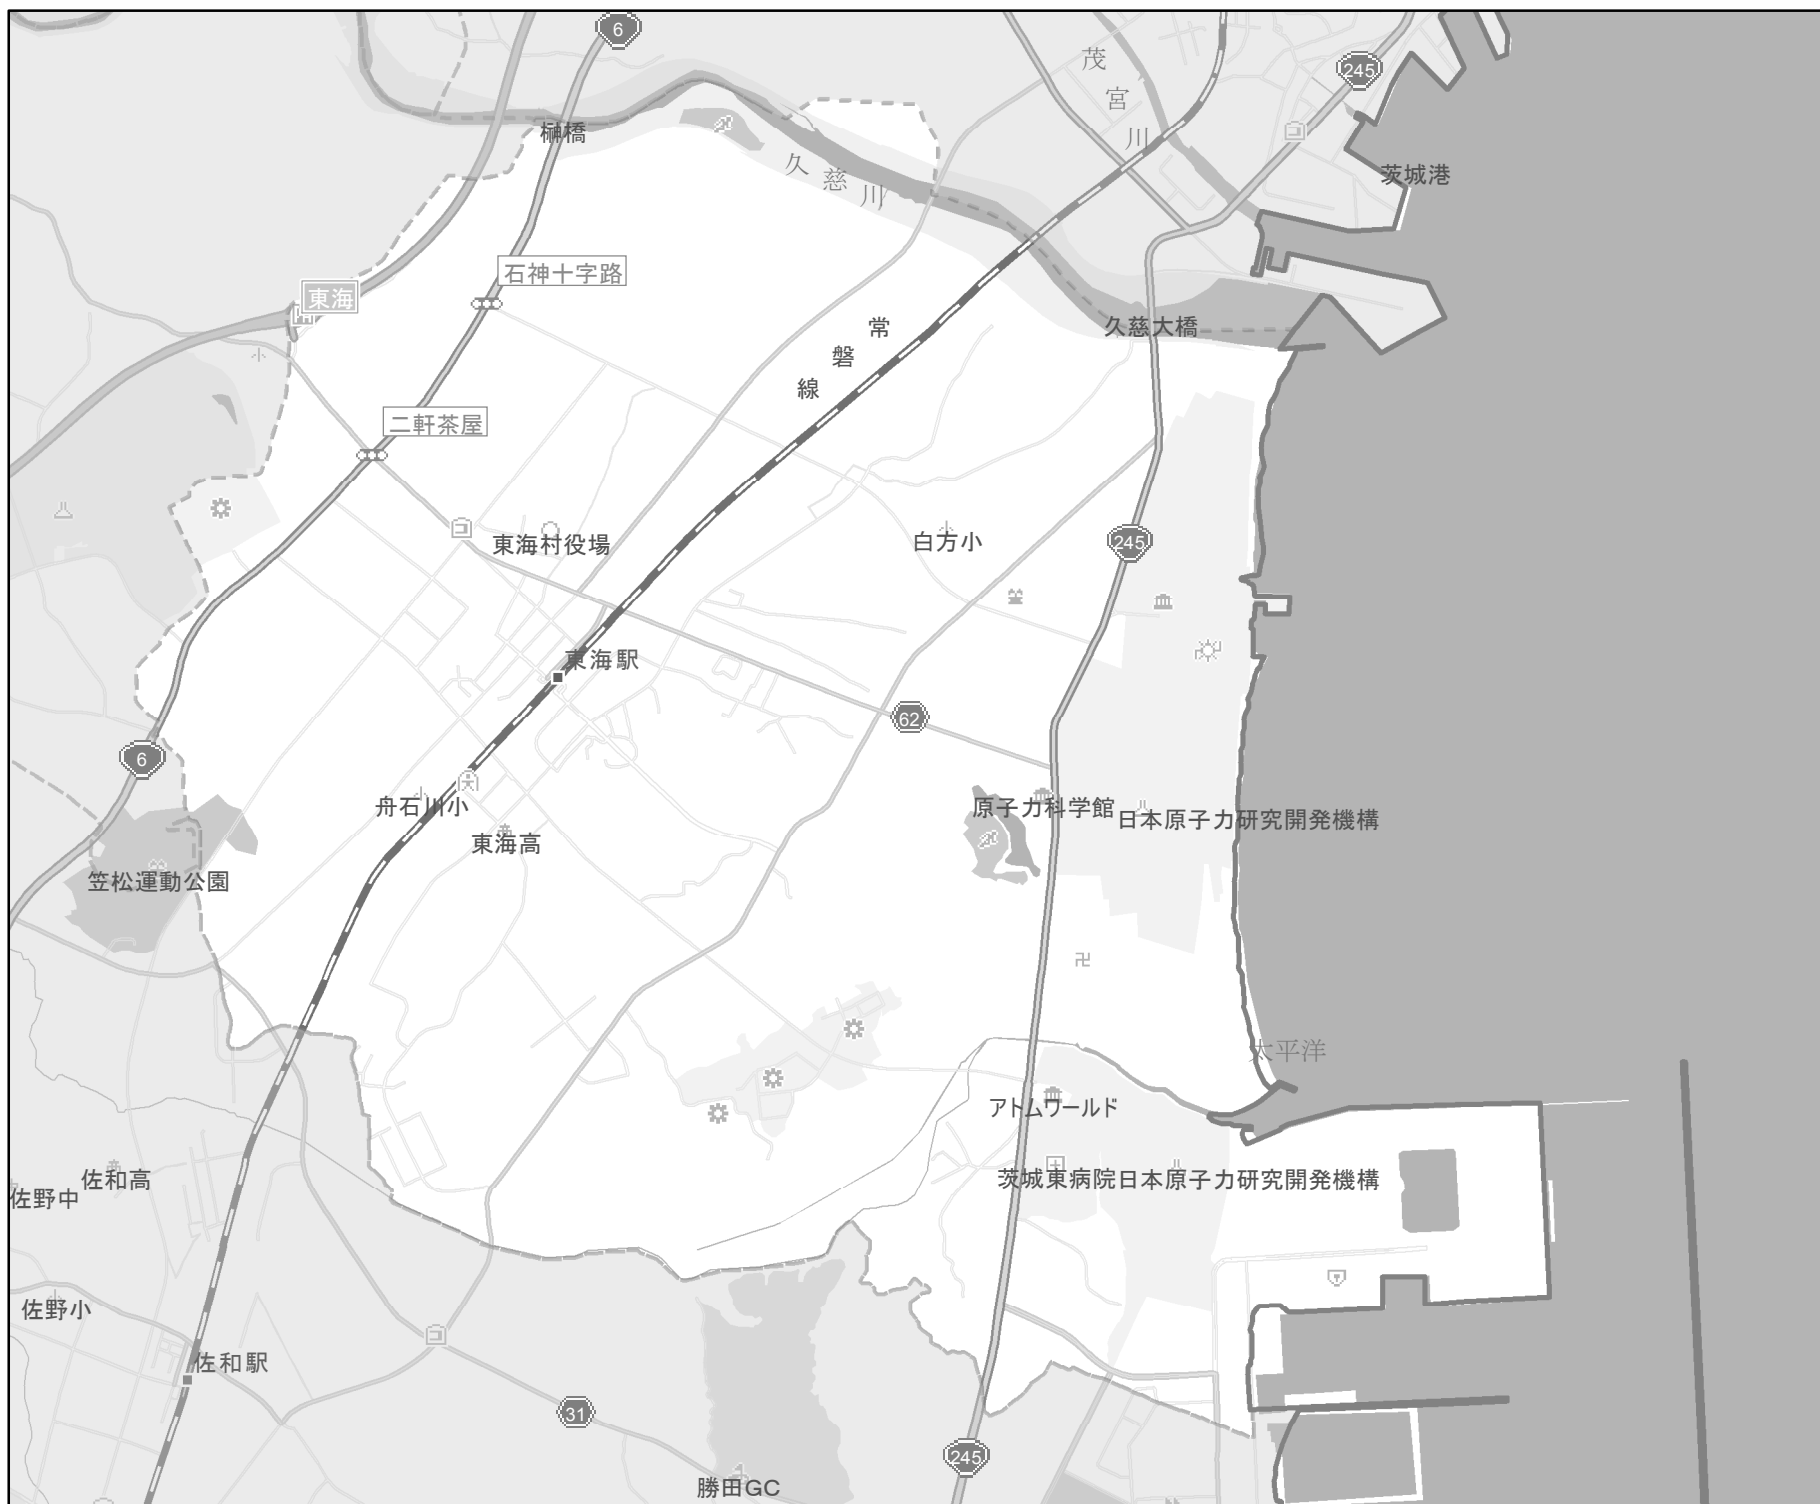 6
245
茂宮川
榊橋
久慈川
茨城港
石神十字路
東海
久慈大橋
常磐線
二軒茶屋
東海村役場
白方小
245
東海駅
62
6
舟石川小
原子力科学館
日本原子力研究開発機構
東海高
笠松運動公園
太平洋
アトムワールド
茨城東病院
日本原子力研究開発機構
佐和高
佐野中
佐野小
佐和駅
31
245
勝田GC